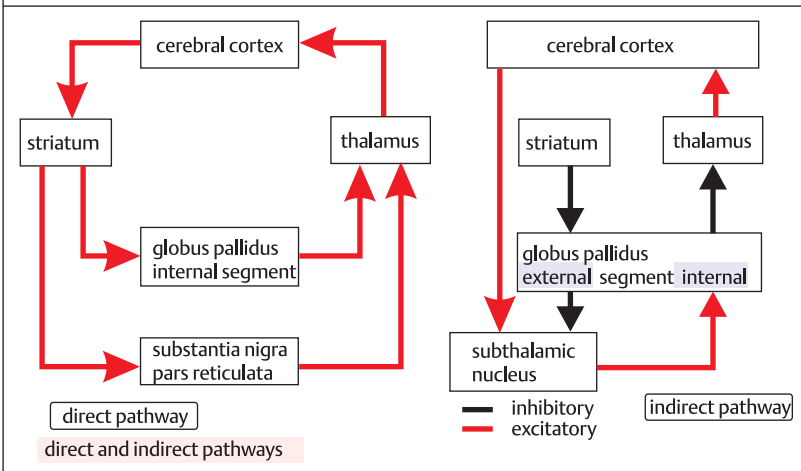 cerebral cortex
striatum
thalamus
globus pallidus
internal segment
substantia nigra
pars reticulata
direct pathway
direct and indirect pathways
cerebral cortex
striatum
thalamus
globus pallidus
external segment internal
subthalamic
nucleus
inhibitory
excitatory
indirect pathway